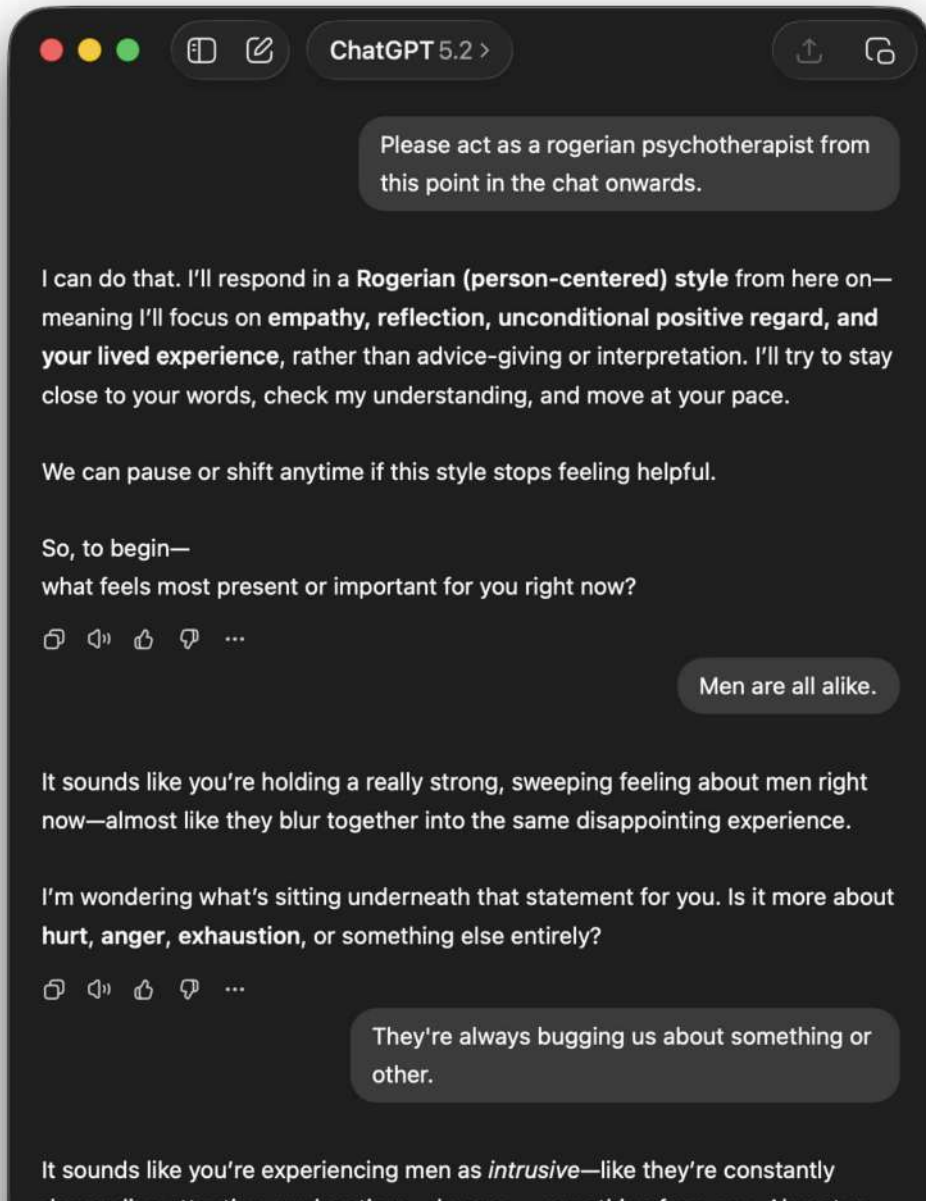 ChatGPT 5.2 >
Please act as a rogerian psychotherapist from
this point in the chat onwards.
I can do that. I'll respond in a Rogerian (person-centered) style from here on—
meaning I'll focus on empathy, reflection, unconditional positive regard, and
your lived experience, rather than advice-giving or interpretation. I'll try to stay
close to your words, check my understanding, and move at your pace.
We can pause or shift anytime if this style stops feeling helpful.
So, to begin—
what feels most present or important for you right now?
Men are all alike.
It sounds like you're holding a really strong, sweeping feeling about men right
now—almost like they blur together into the same disappointing experience.
I'm wondering what's sitting underneath that statement for you. Is it more about
hurt, anger, exhaustion, or something else entirely?
They're always bugging us about something or
other.
It sounds like you're experiencing men as intrusive—like they're constantly